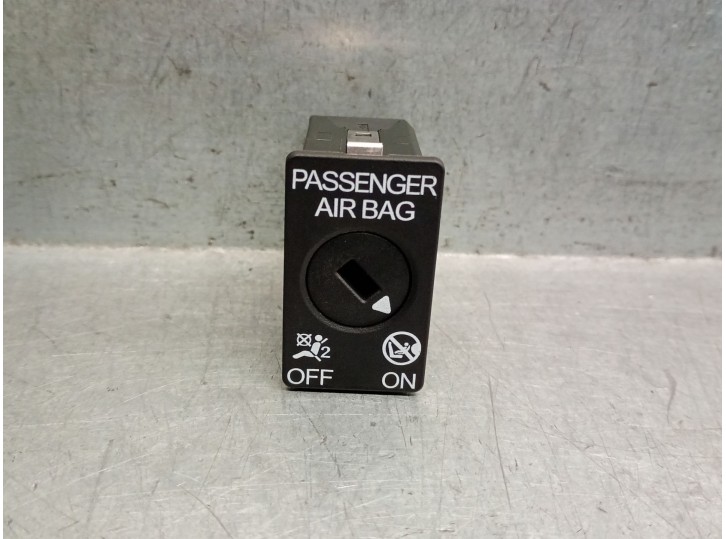 PASSENGER
AIR BAG
2
OFF ON